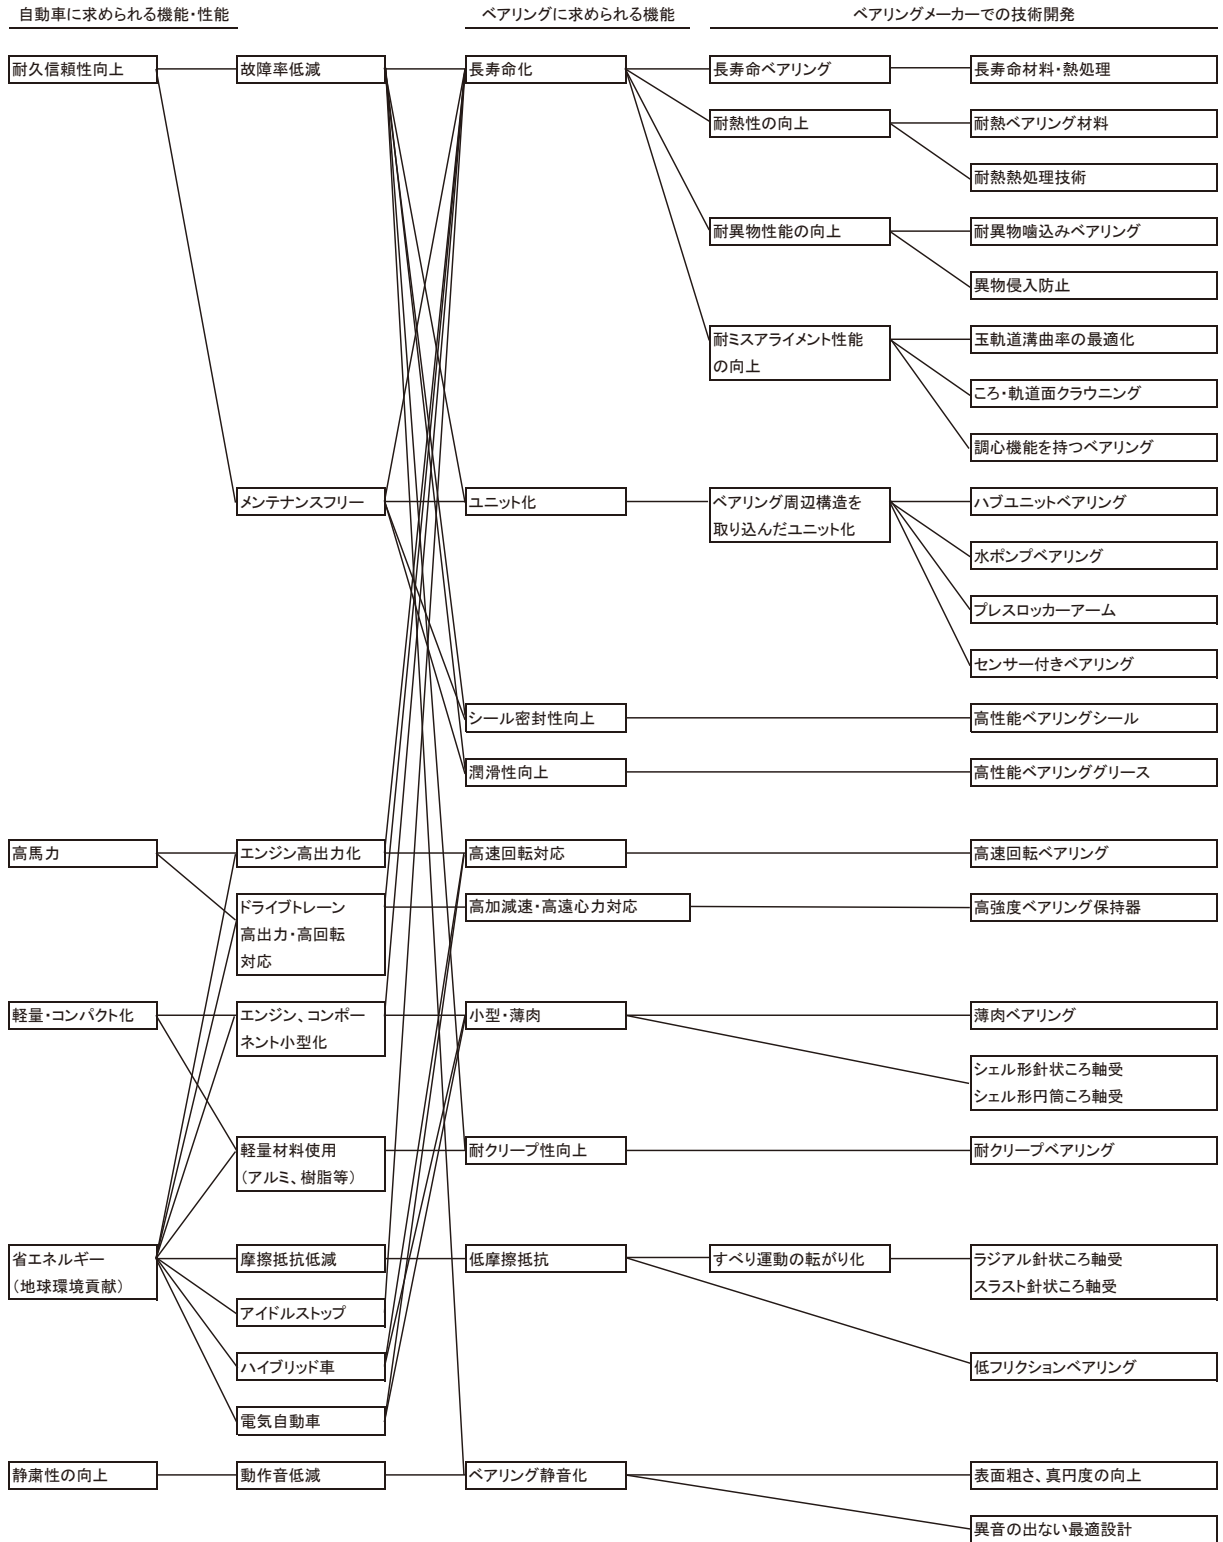 自動車に求められる機能・性能
ベアリングに求められる機能
ベアリングメーカーでの技術開発
耐久信頼性向上
故障率低減
長寿命化
長寿命ベアリング
長寿命材料・熱処理
耐熱性の向上
耐熱ベアリング材料
耐熱熱処理技術
耐異物性能の向上
耐異物噛込みベアリング
異物侵入防止
耐ミスアライメント性能
の向上
玉軌道溝曲率の最適化
ころ・軌道面クラウニング
調心機能を持つベアリング
メンテナンスフリー
ユニット化
ベアリング周辺構造を
取り込んだユニット化
ハブユニットベアリング
水ポンプベアリング
プレスロッカーアーム
センサー付きベアリング
シール密封性向上
高性能ベアリングシール
潤滑性向上
高性能ベアリンググリース
高馬力
エンジン高出力化
高速回転対応
高速回転ベアリング
ドライブトレーン
高出力・高回転
対応
高加減速・高遠心力対応
高強度ベアリング保持器
軽量・コンパクト化
エンジン、コンポー
ネント小型化
小型・薄肉
薄肉ベアリング
シェル形針状ころ軸受
シェル形円筒ころ軸受
軽量材料使用
（アルミ、樹脂等）
耐クリープ性向上
耐クリープベアリング
省エネルギー
（地球環境貢献）
摩擦抵抗低減
低摩擦抵抗
すべり運動の転がり化
ラジアル針状ころ軸受
スラスト針状ころ軸受
アイドルストップ
ハイブリッド車
低フリクションベアリング
電気自動車
静粛性の向上
動作音低減
ベアリング静音化
表面粗さ、真円度の向上
異音の出ない最適設計